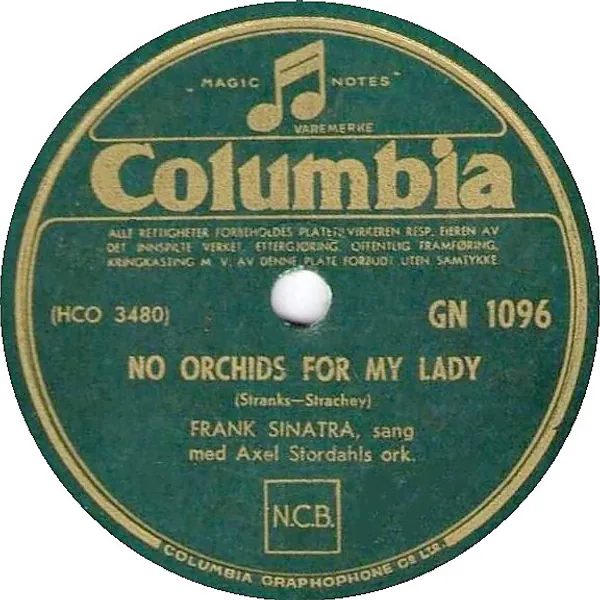 "MAGIC NOTES"
VAREMERKE
Columbia
ALLE RETTIGHETER FORBEHOLDES PLATETILVIRKEREN RESP. EIEREN AV
DET INNSPILTE VERKET. ETTERGJØRING, OFFENTLIG FRAMFØRING,
KRINGKASTING M. V. AV DENNE PLATE FORBUDT UTEN SAMTYKKE.
(HCO 3480)
GN 1096
NO ORCHIDS FOR MY LADY
(Stranks—Strachey)
FRANK SINATRA, sang
med Axel Stordahls ork.
N.C.B.
COLUMBIA GRAPHOPHONE CO LTD.